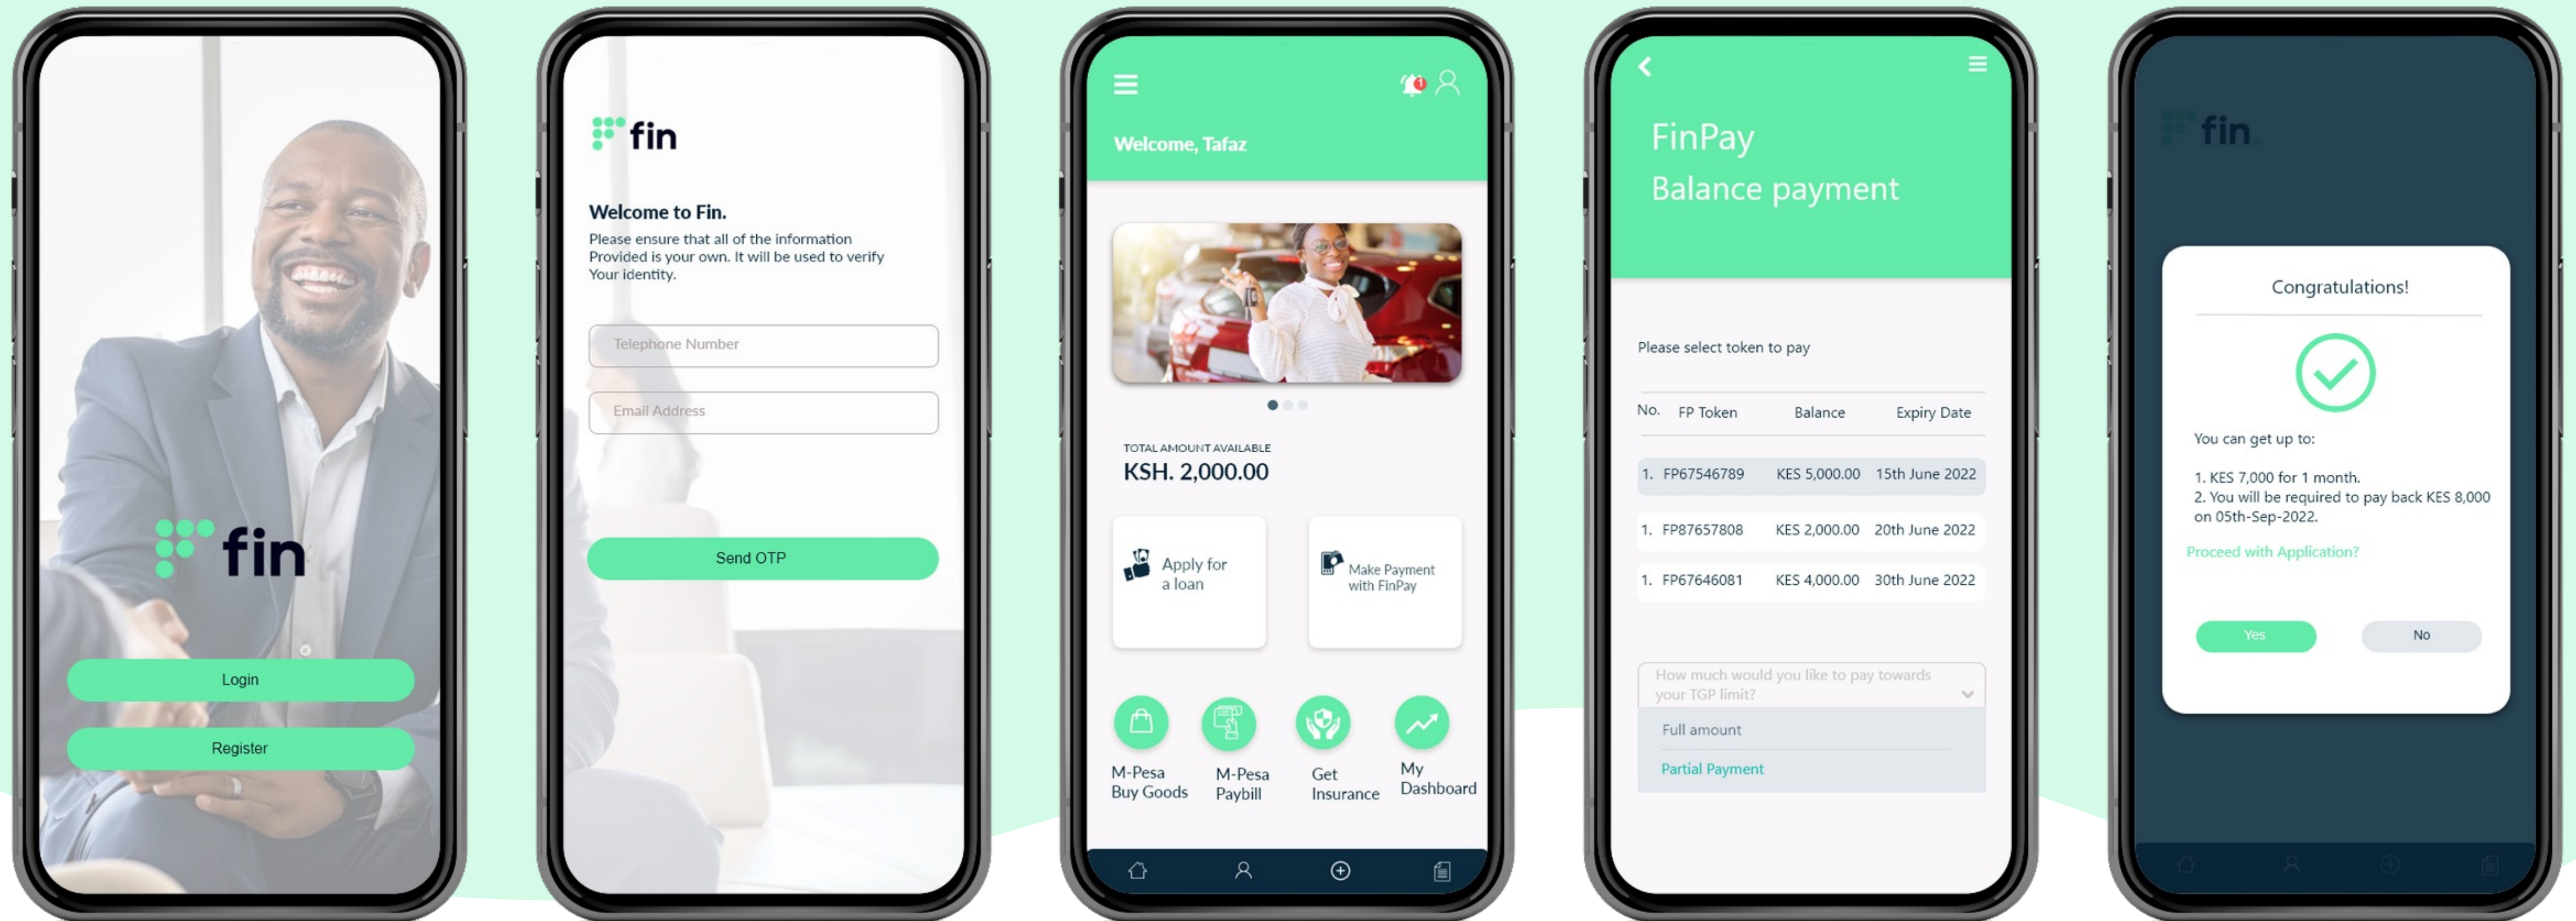 fin
Login
Register
fin
Welcome to Fin.
Please ensure that all of the information
Provided is your own. It will be used to verify
Your identity.
Telephone Number
Email Address
Send OTP
1
Welcome, Tafaz
TOTAL AMOUNT AVAILABLE
KSH. 2,000.00
Apply for
a loan
Make Payment
with FinPay
M-Pesa
Buy Goods
M-Pesa
Paybill
Get
Insurance
My
Dashboard
FinPay
Balance payment
Please select token to pay
No. FP Token Balance Expiry Date
1. FP67546789 KES 5,000.00 15th June 2022
1. FP87657808 KES 2,000.00 20th June 2022
1. FP67646081 KES 4,000.00 30th June 2022
How much would you like to pay towards
your TGP limit?
Full amount
Partial Payment
fin.
Congratulations!
You can get up to:
1. KES 7,000 for 1 month.
2. You will be required to pay back KES 8,000
on 05th-Sep-2022.
Proceed with Application?
Yes No